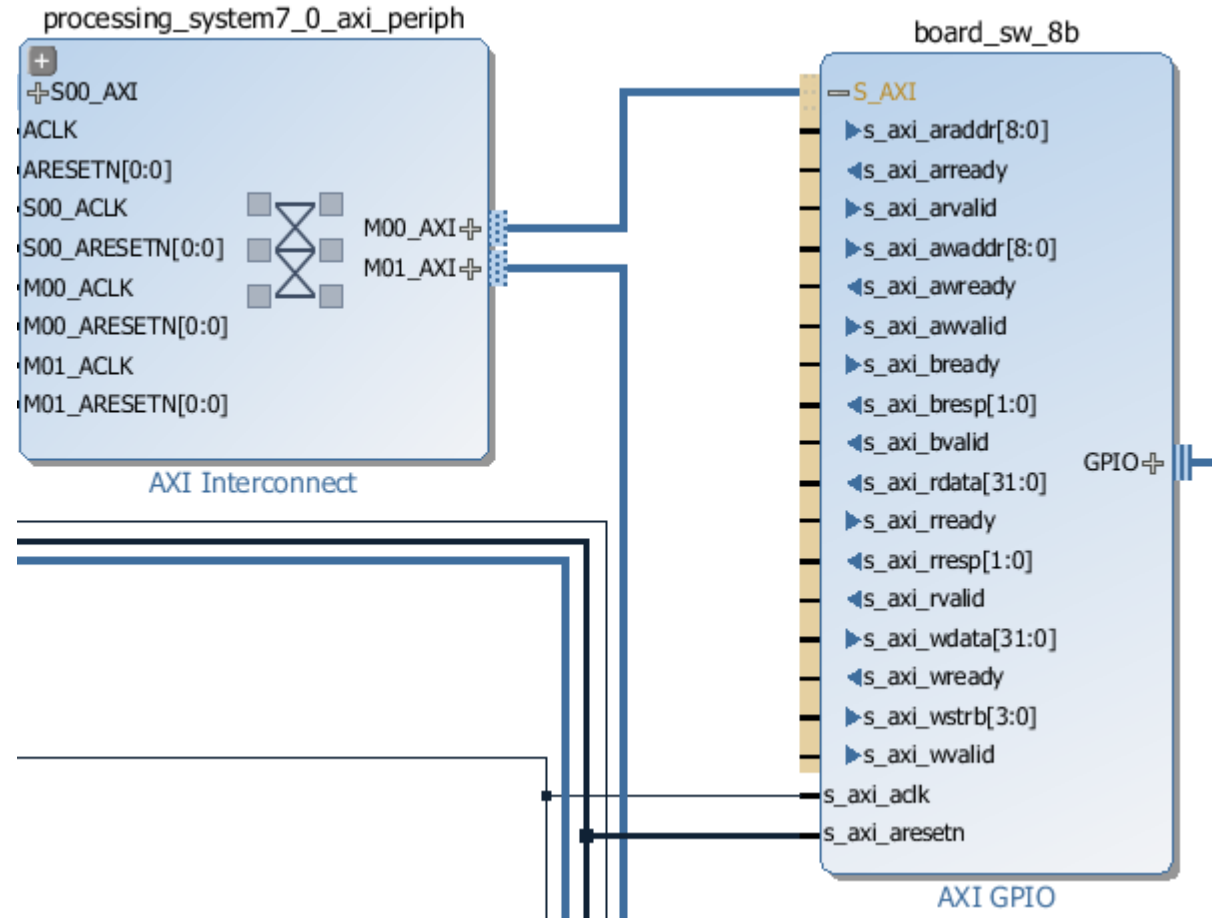 processing_system7_0_axi_periph
S00_AXI
ACLK
ARESETN[0:0]
S00_ACLK
S00_ARESETN[0:0]
M00_ACLK
M00_ARESETN[0:0]
M01_ACLK
M01_ARESETN[0:0]
M00_AXI
M01_AXI
AXI Interconnect
board_sw_8b
S_AXI
s_axi_araddr[8:0]
s_axi_arready
s_axi_arvalid
s_axi_awaddr[8:0]
s_axi_awready
s_axi_awvalid
s_axi_bready
s_axi_bresp[1:0]
s_axi_bvalid
s_axi_rdata[31:0]
s_axi_rready
s_axi_rresp[1:0]
s_axi_rvalid
s_axi_wdata[31:0]
s_axi_wready
s_axi_wstrb[3:0]
s_axi_wvalid
s_axi_aclk
s_axi_aresetn
GPIO
AXI GPIO